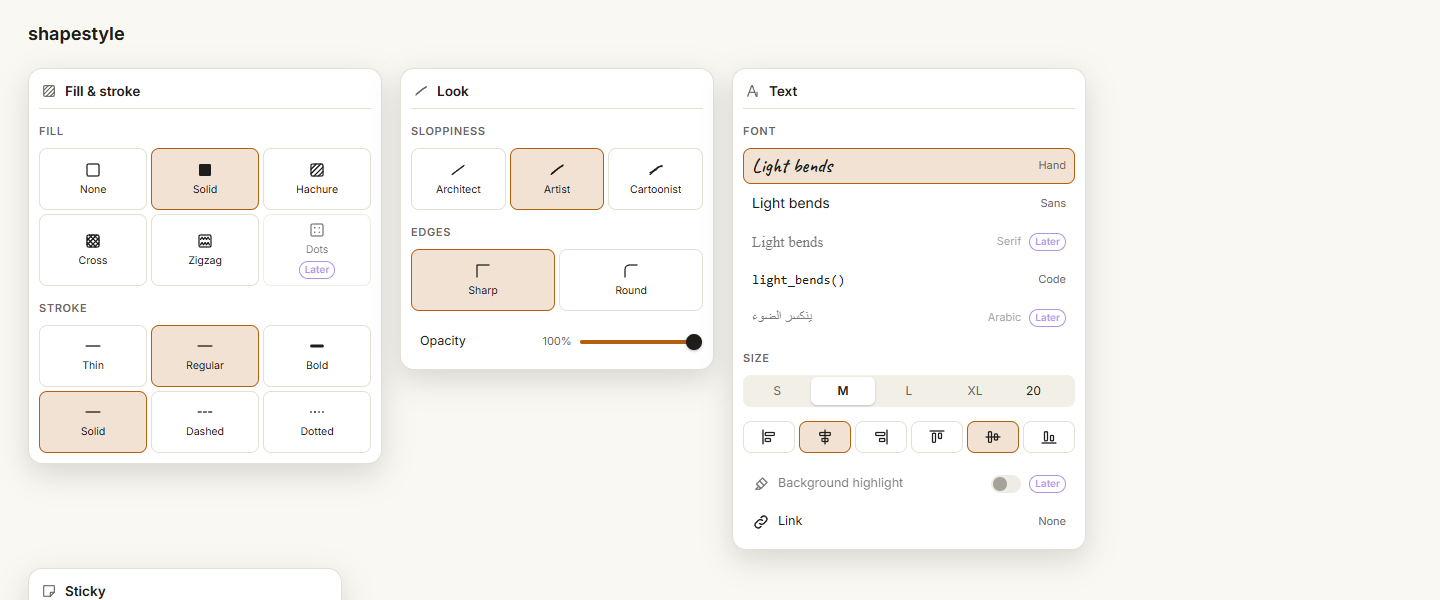 shapestyle
Fill & stroke
FILL
None
Solid
Hachure
Cross
Zigzag
Dots
Later
STROKE
Thin
Regular
Bold
Solid
Dashed
Dotted
Look
SLOPPINESS
Architect
Artist
Cartoonist
EDGES
Sharp
Round
Opacity 100%
Text
FONT
Light bends Hand
Light bends Sans
Light bends Serif Later
light_bends() Code
ينكسر الضوء Arabic Later
SIZE
S M L XL 20
Background highlight Later
Link None
Sticky